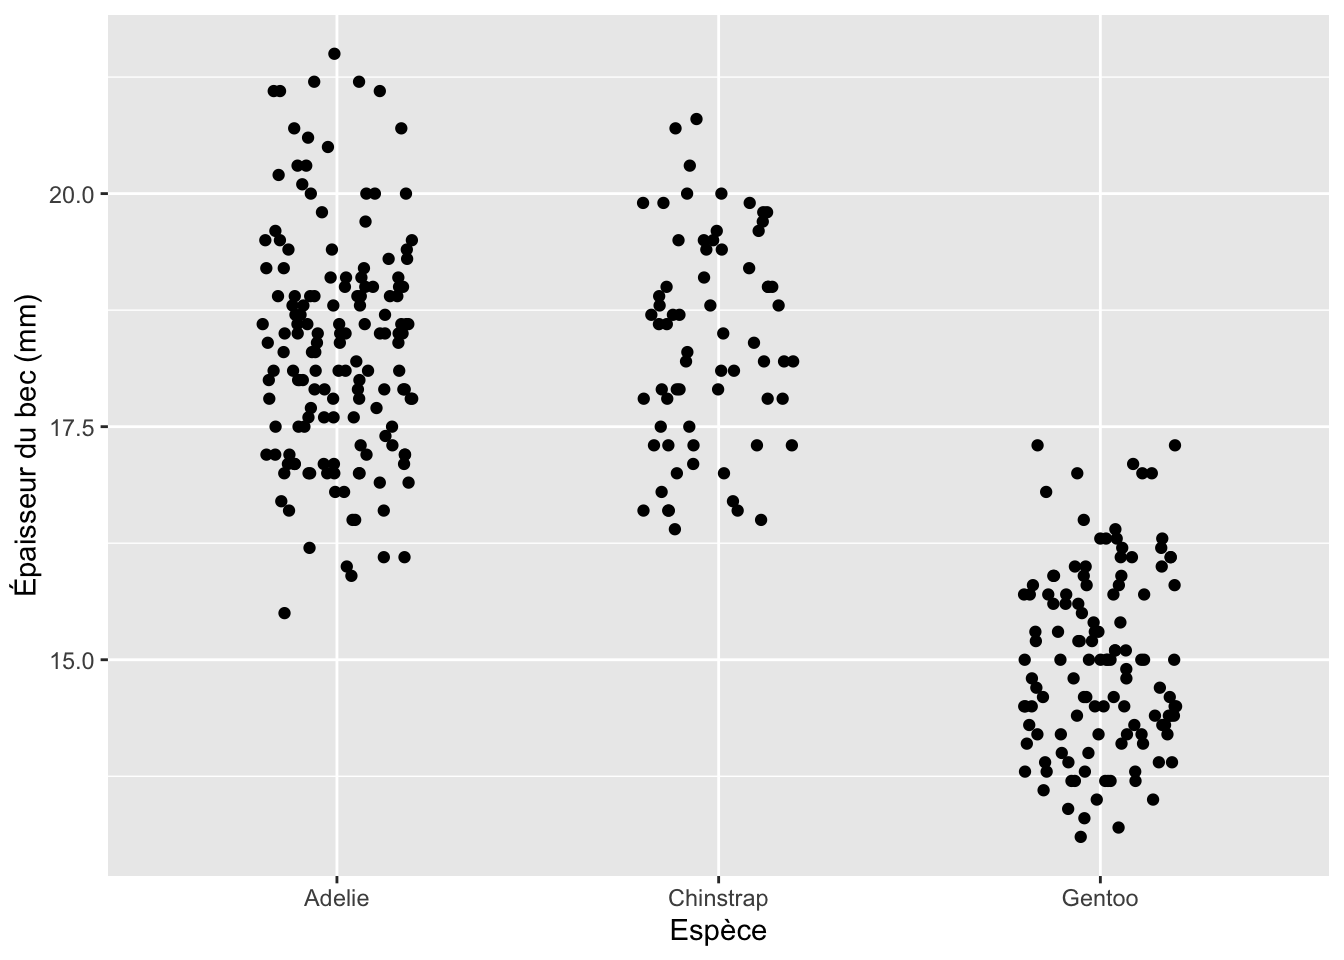 Épaisseur du bec (mm)
20.0
17.5
15.0
Adelie
Chinstrap
Gentoo
Espèce